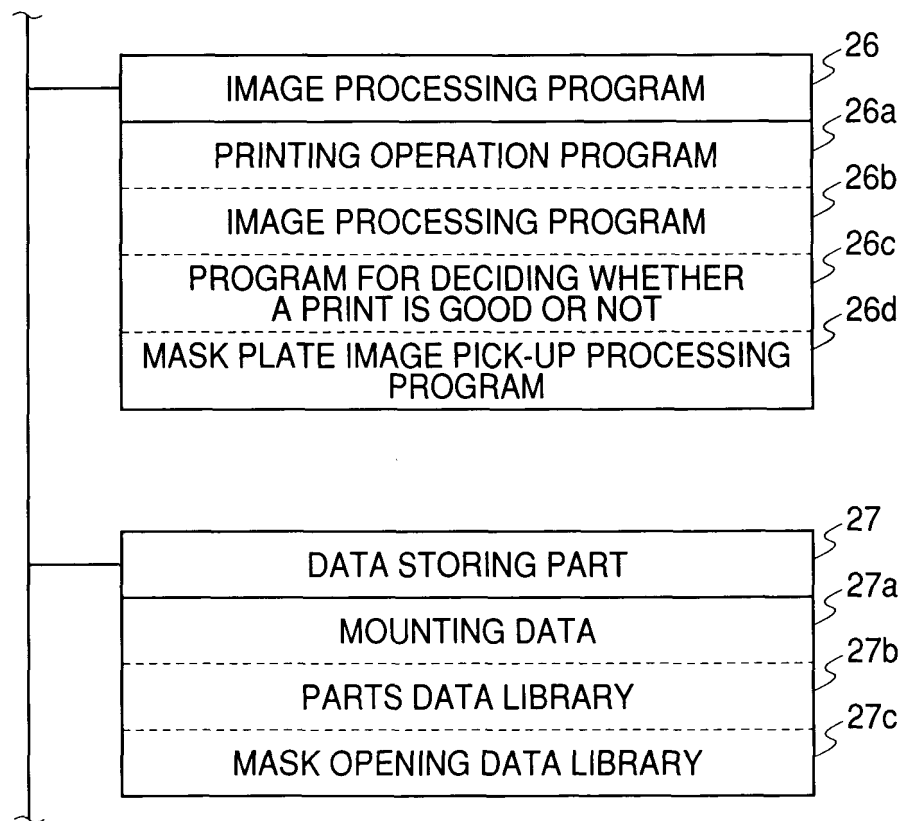 26
IMAGE PROCESSING PROGRAM
26a
PRINTING OPERATION PROGRAM
26b
IMAGE PROCESSING PROGRAM
26c
PROGRAM FOR DECIDING WHETHER
A PRINT IS GOOD OR NOT
26d
MASK PLATE IMAGE PICK-UP PROCESSING
PROGRAM
27
DATA STORING PART
27a
MOUNTING DATA
27b
PARTS DATA LIBRARY
27c
MASK OPENING DATA LIBRARY